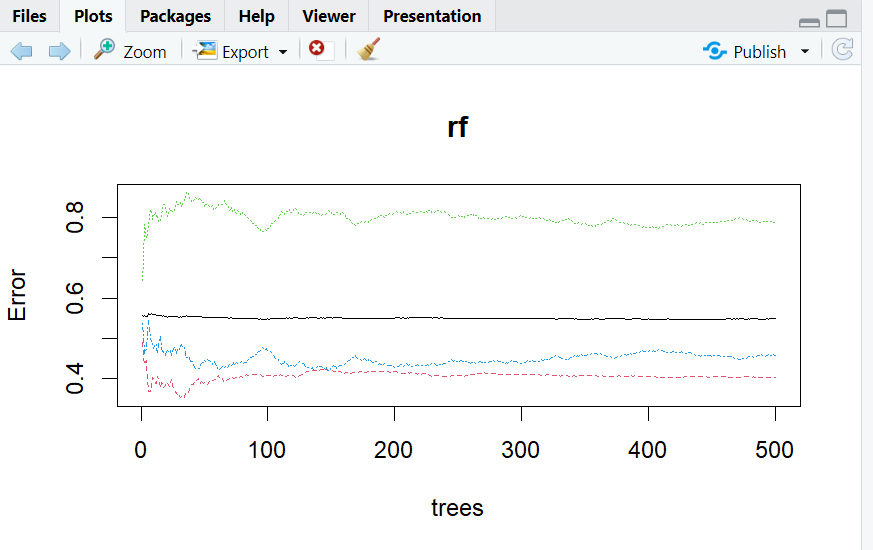 Files Plots Packages Help Viewer Presentation
Zoom Export Publish
rf
Error
0.4 0.6 0.8
0 100 200 300 400 500
trees